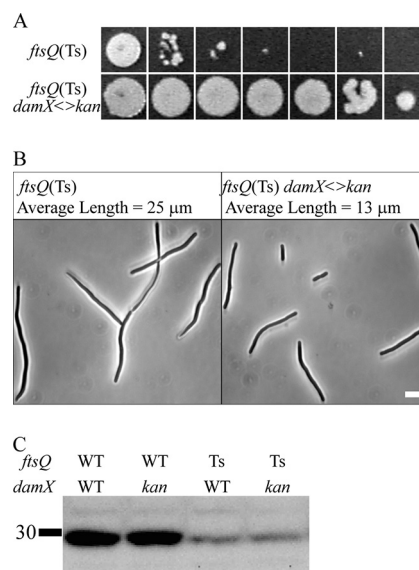 A
ftsQ(Ts)
ftsQ(Ts)
damX<>kan
B
ftsQ(Ts)
Average Length = 25 μm
ftsQ(Ts) damX<>kan
Average Length = 13 μm
C
ftsQ WT WT Ts Ts
damX WT kan WT kan
30